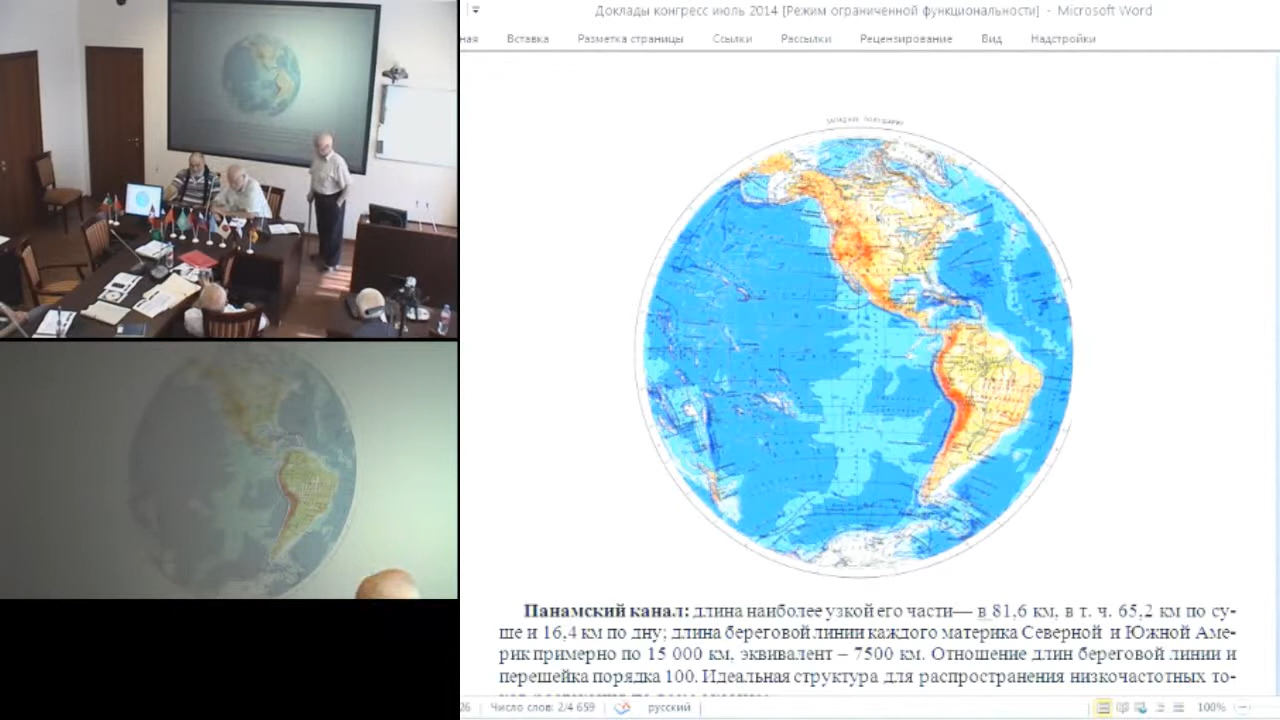 Доклады конгресс июль 2014 [Режим ограниченной функциональности] - Microsoft Word
ная Вставка Разметка страницы Ссылки Рассылки Рецензирование Вид Надстройки
Панамский канал: длина наиболее узкой его части— в 81,6 км, в т. ч. 65,2 км по су-
ше и 16,4 км по дну; длина береговой линии каждого материка Северной и Южной Аме-
рик примерно по 15 000 км, эквивалент – 7500 км. Отношение длин береговой линии и
перешейка порядка 100. Идеальная структура для распространения низкочастотных то-
26 Число слов: 2/4 659 русский 100%